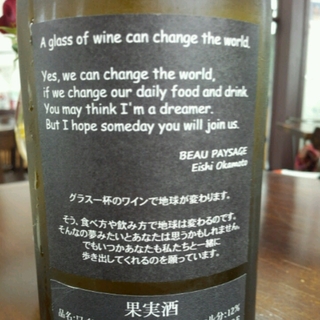 A glass of wine can change the world.
Yes, we can change the world,
if we change our daily food and drink.
You may think I'm a dreamer.
But I hope someday you will join us.
BEAU PAYSAGE
Eishi Okamoto
グラス一杯のワインで地球が変わります。
そう、食べ方や飲み方で地球は変わるのです。
そんなの夢みたいとあなたは思うかもしれません。
でもいつかあなたも私たちと一緒に
歩き出してくれるのを願っています。
果実酒
12%